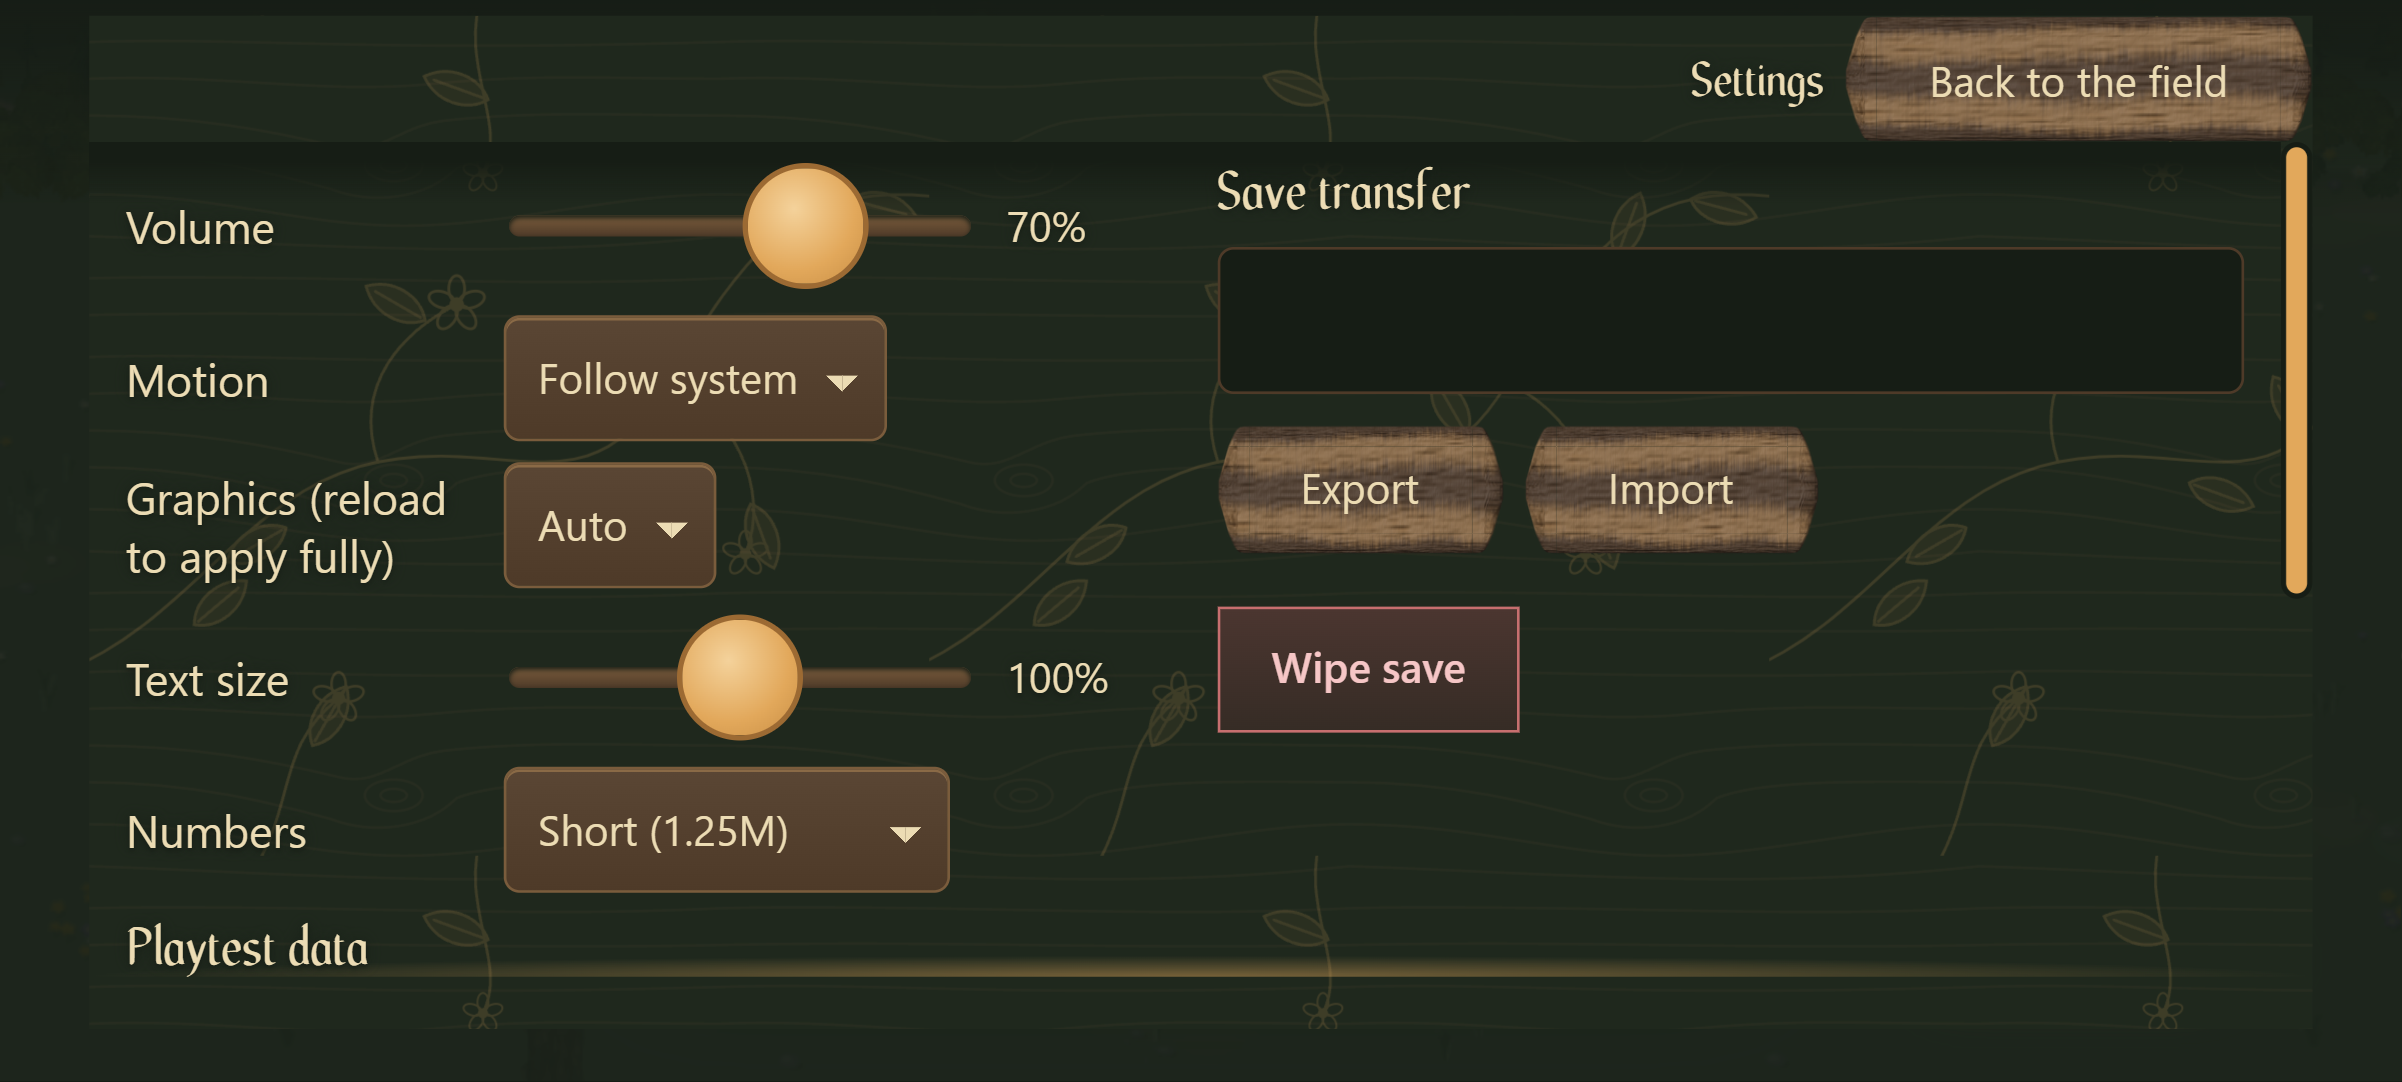 Settings
Back to the field
Volume
70%
Motion
Follow system
Graphics (reload
to apply fully)
Auto
Text size
100%
Numbers
Short (1.25M)
Playtest data
Save transfer
Export
Import
Wipe save